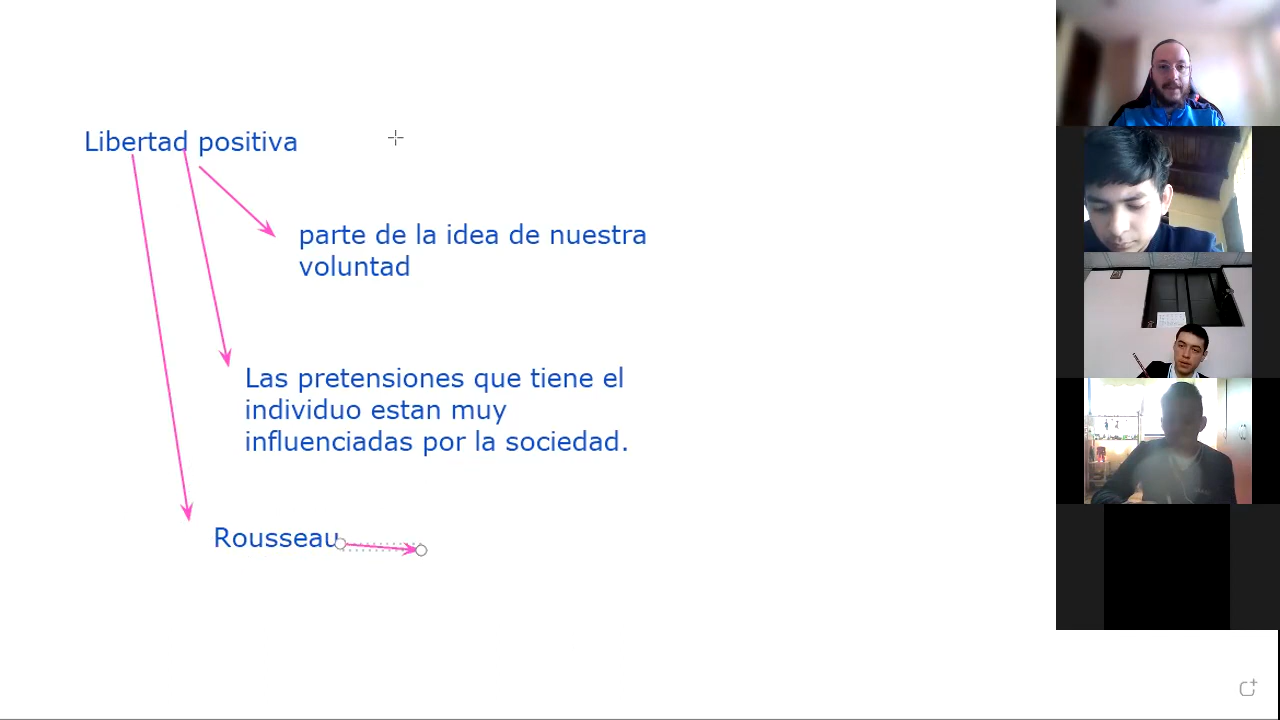 Libertad positiva
parte de la idea de nuestra
voluntad
Las pretensiones que tiene el
individuo estan muy
influenciadas por la sociedad.
Rousseau